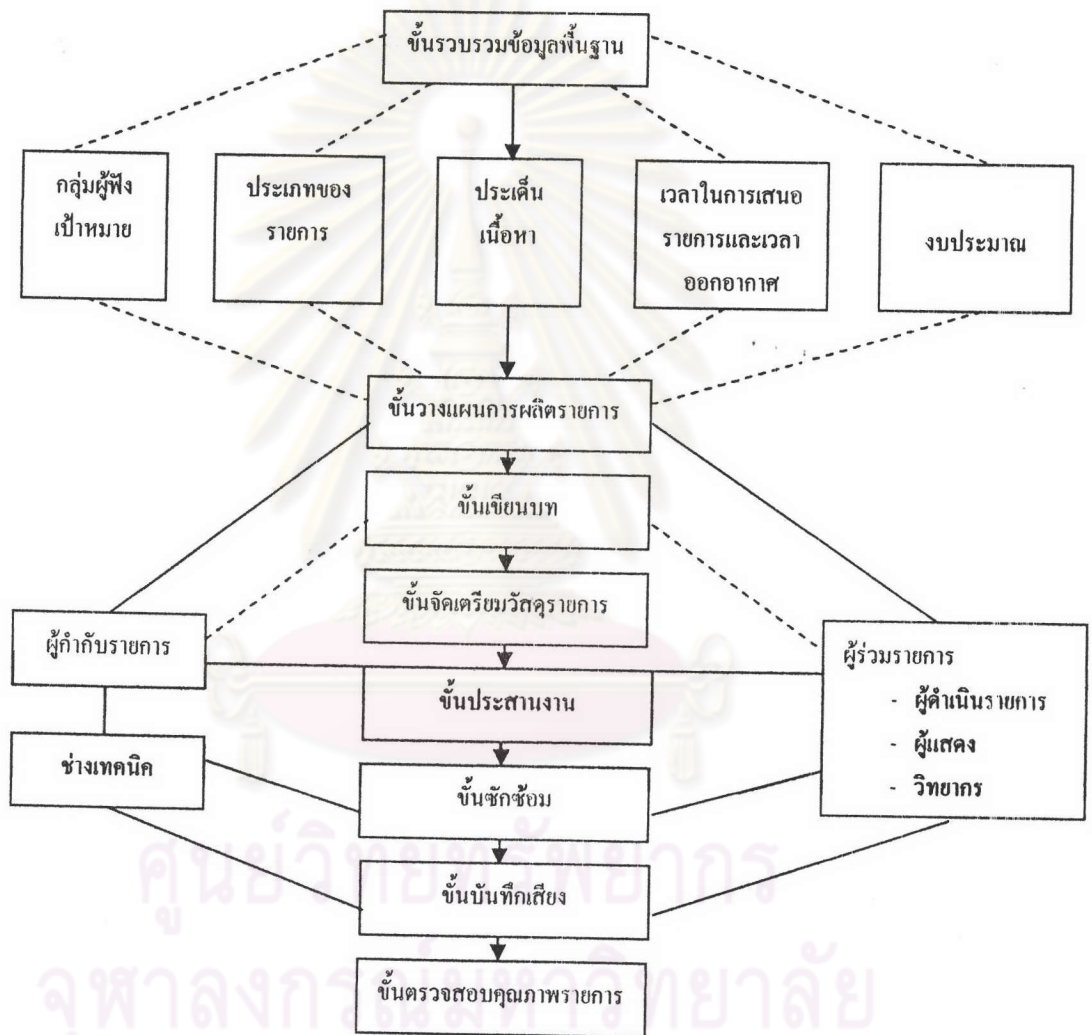 ขั้นรวบรวมข้อมูลพื้นฐาน
กลุ่มผู้ฟัง
เป้าหมาย
ประเภทของ
รายการ
ประเด็น
เนื้อหา
เวลาในการเสนอ
รายการและเวลา
ออกอากาศ
งบประมาณ
ขั้นวางแผนการผลิตรายการ
ขั้นเขียนบท
ขั้นจัดเตรียมวัสดุรายการ
ผู้กำกับรายการ
ขั้นประสานงาน
ผู้ร่วมรายการ
- ผู้ดำเนินรายการ
- ผู้แสดง
- วิทยากร
ช่างเทคนิค
ขั้นซักซ้อม
ขั้นบันทึกเสียง
ขั้นตรวจสอบคุณภาพรายการ
ศูนย์วิทยทรัพยากร
จุฬาลงกรณ์มหาวิทยาลัย